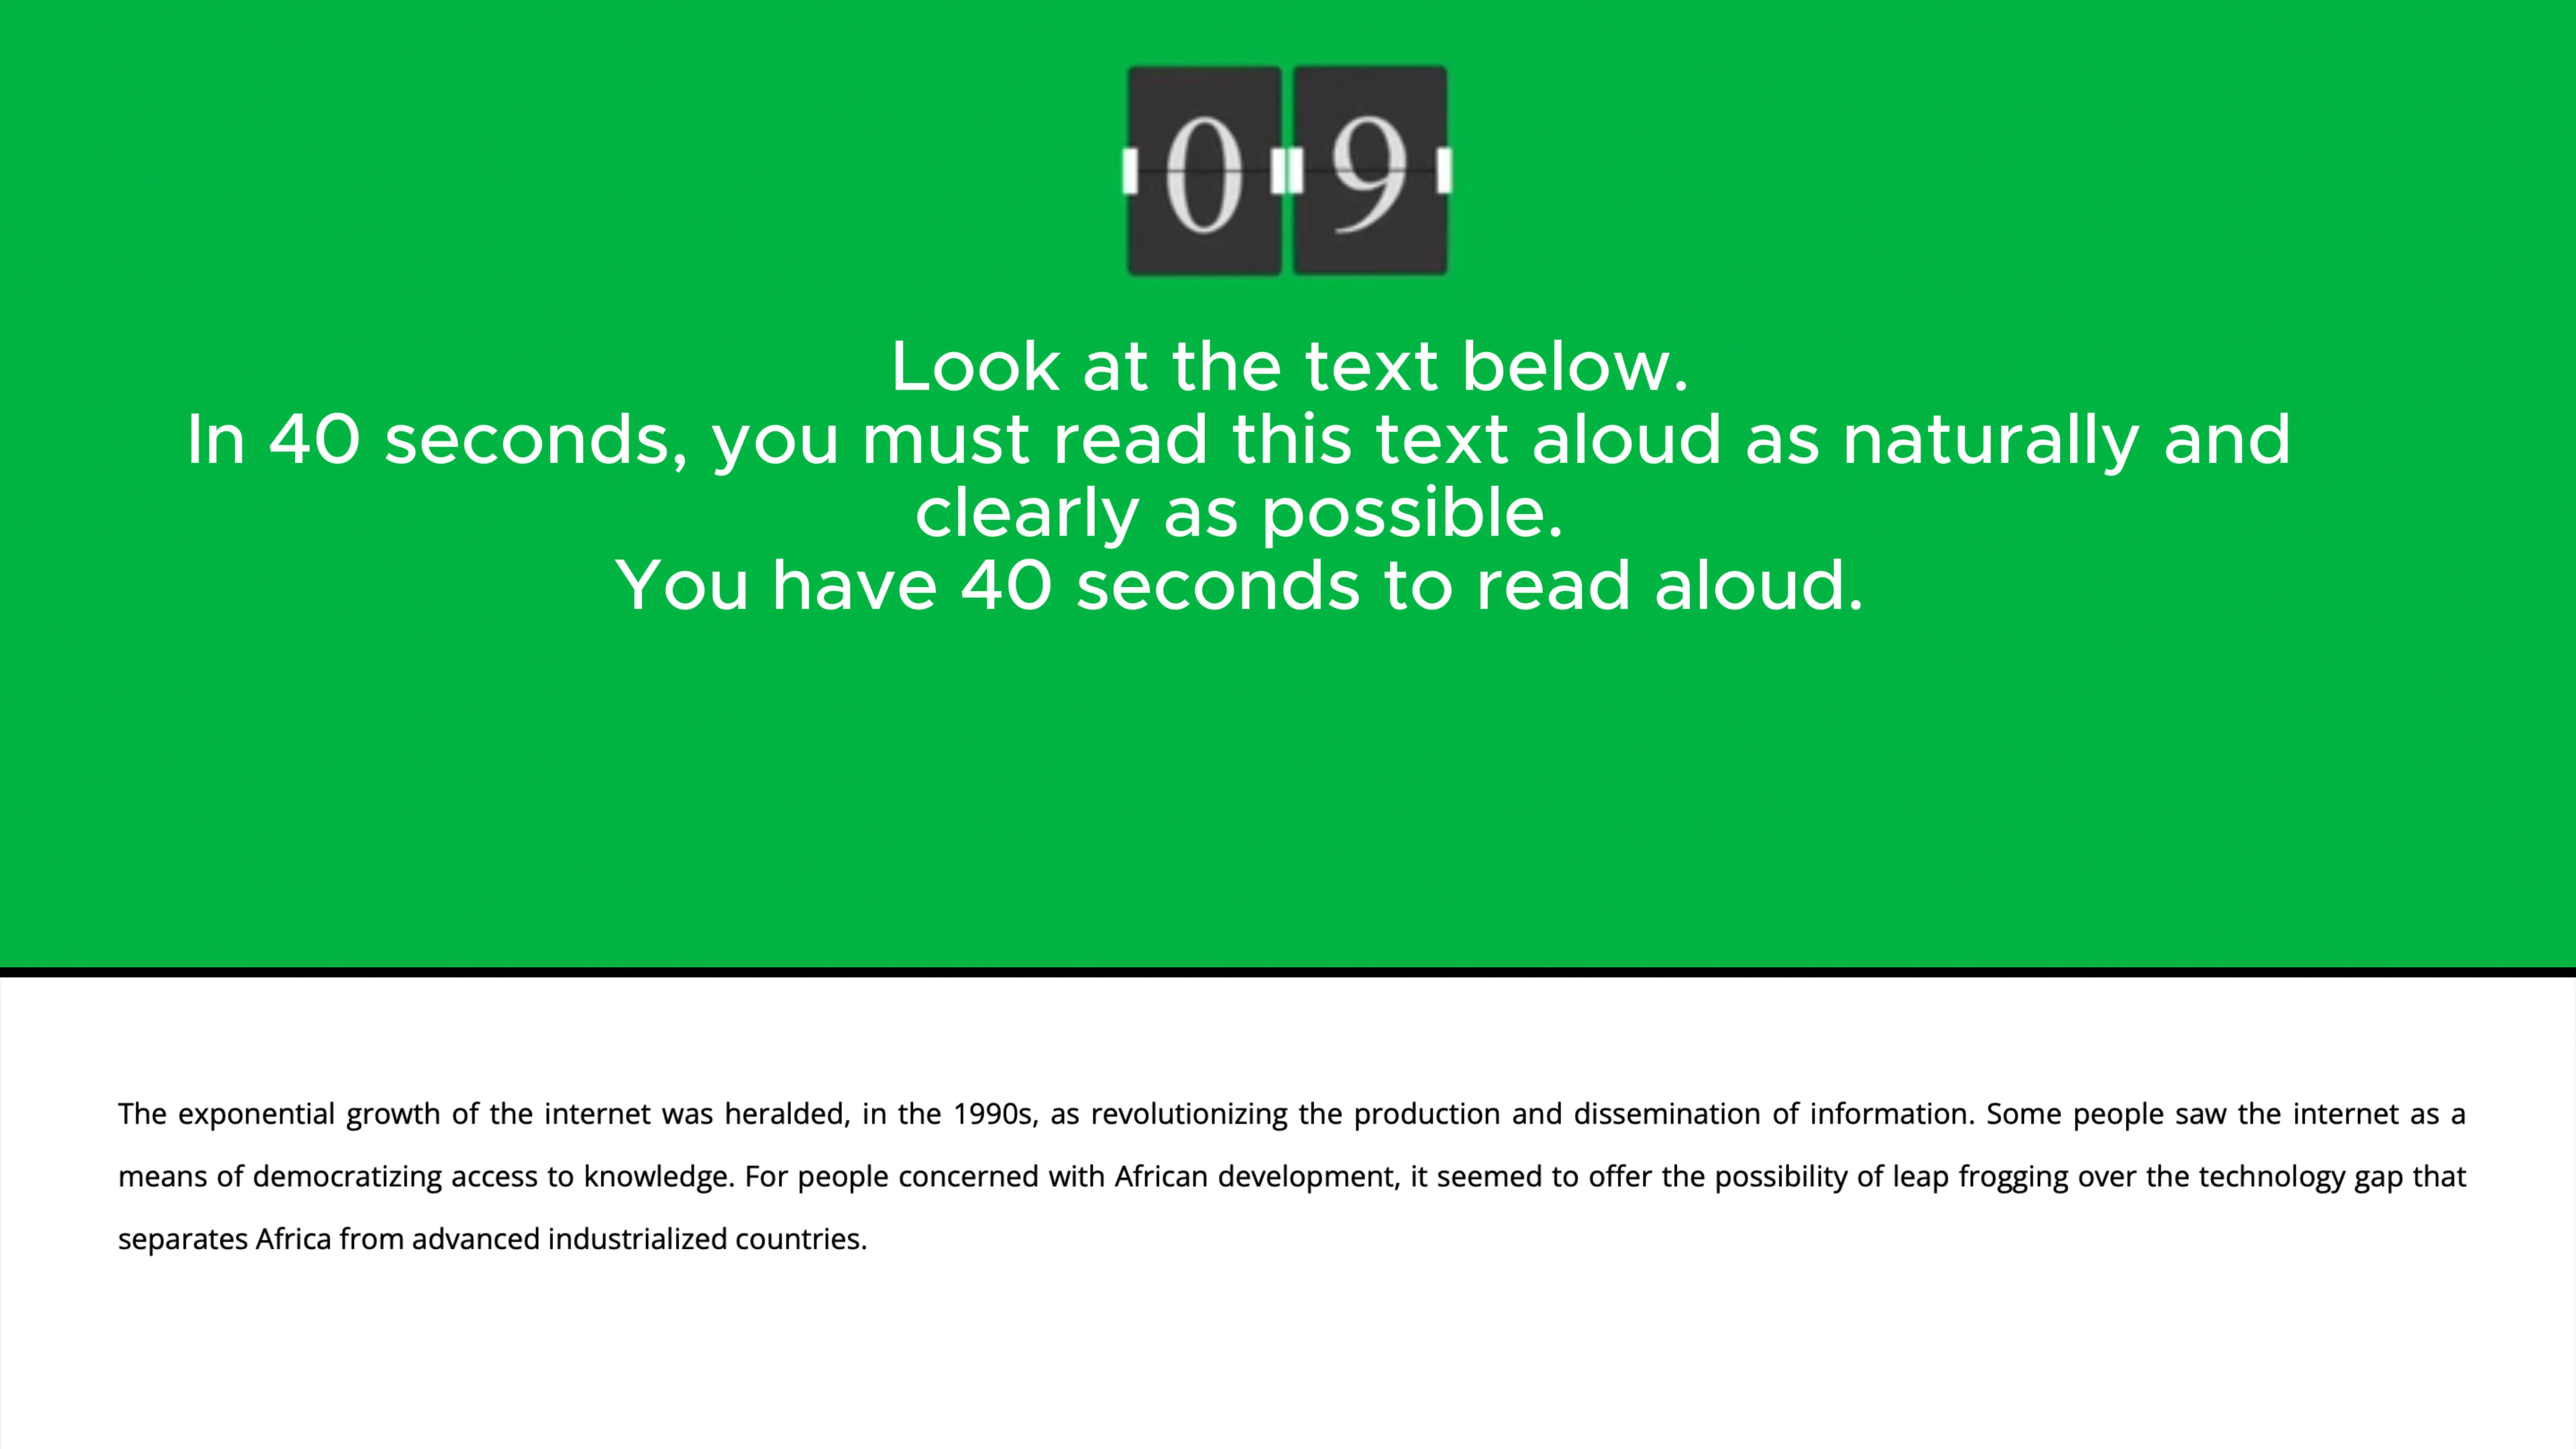 09
Look at the text below.
In 40 seconds, you must read this text aloud as naturally and
clearly as possible.
You have 40 seconds to read aloud.
The exponential growth of the internet was heralded, in the 1990s, as revolutionizing the production and dissemination of information. Some people saw the internet as a
means of democratizing access to knowledge. For people concerned with African development, it seemed to offer the possibility of leap frogging over the technology gap that
separates Africa from advanced industrialized countries.